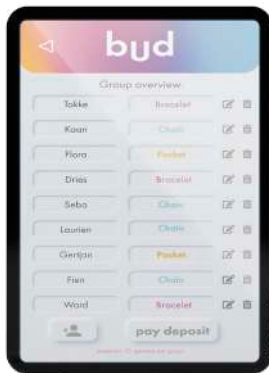 bud
Group overview
Takke Bracelet
Kaan Chain
Flora Pocket
Dries Bracelet
Seba Chain
Laurien Chain
Gertjan Pocket
Fien Chain
Ward Bracelet
pay deposit